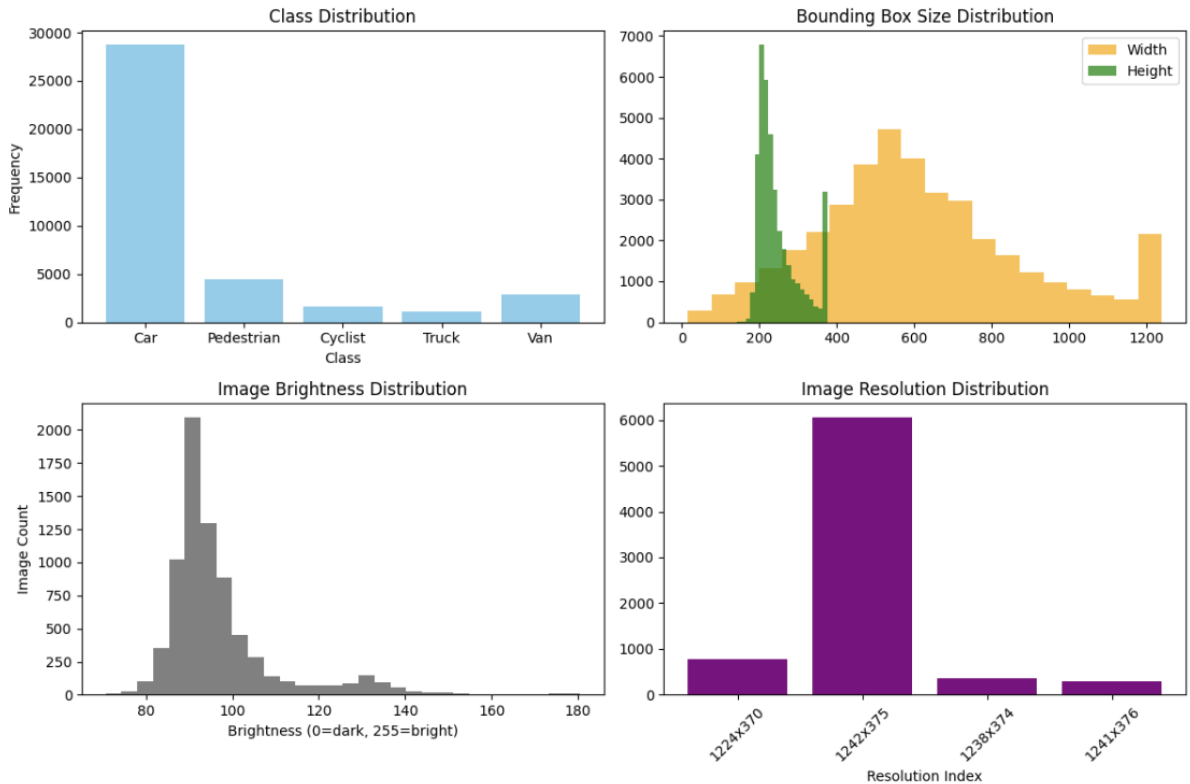 Class Distribution
30000
25000
20000
15000
10000
5000
0
Frequency
Car Pedestrian Cyclist Truck Van
Class
Bounding Box Size Distribution
7000
6000
5000
4000
3000
2000
1000
0
Width
Height
0 200 400 600 800 1000 1200
Image Brightness Distribution
2000
1750
1500
1250
1000
750
500
250
0
Image Count
80 100 120 140 160 180
Brightness (0=dark, 255=bright)
Image Resolution Distribution
6000
5000
4000
3000
2000
1000
0
1224x370 1242x375 1238x374 1241x376
Resolution Index